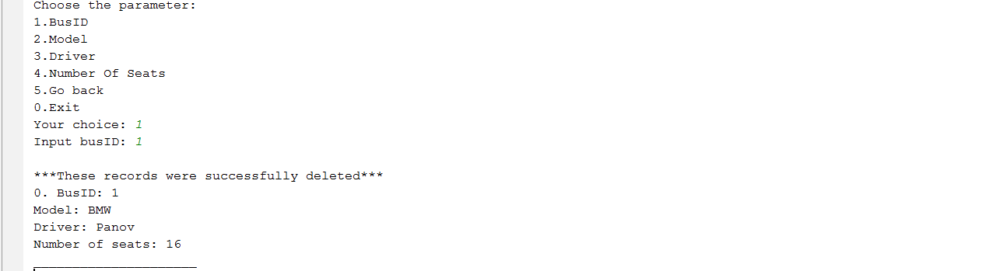 Choose the parameter:
1.BusID
2.Model
3.Driver
4.Number Of Seats
5.Go back
0.Exit
Your choice: 1
Input busID: 1
***These records were successfully deleted***
0. BusID: 1
Model: BMW
Driver: Panov
Number of seats: 16
_____________________